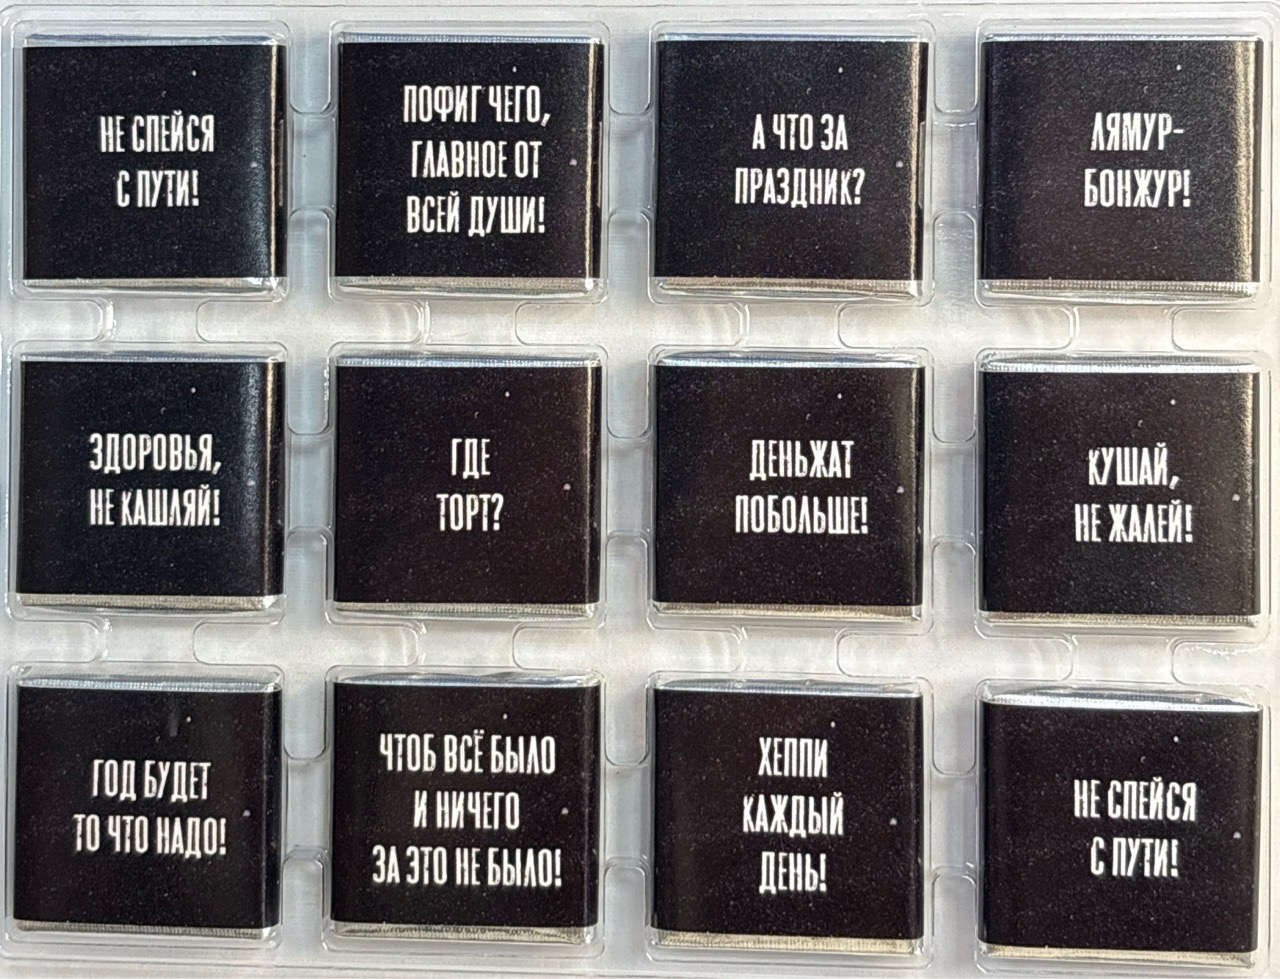 НЕ СПЕЙСЯ
С ПУТИ!
ПОФИГ ЧЕГО,
ГЛАВНОЕ ОТ
ВСЕЙ ДУШИ!
А ЧТО ЗА
ПРАЗДНИК?
ЛЯМУР-
БОНЖУР!
ЗДОРОВЬЯ,
НЕ КАШЛЯЙ!
ГДЕ
ТОРТ?
ДЕНЬЖАТ
ПОБОЛЬШЕ!
КУШАЙ,
НЕ ЖАЛЕЙ!
ГОД БУДЕТ
ТО ЧТО НАДО!
ЧТОБ ВСЁ БЫЛО
И НИЧЕГО
ЗА ЭТО НЕ БЫЛО!
ХЕППИ
КАЖДЫЙ
ДЕНЬ!
НЕ СПЕЙСЯ
С ПУТИ!